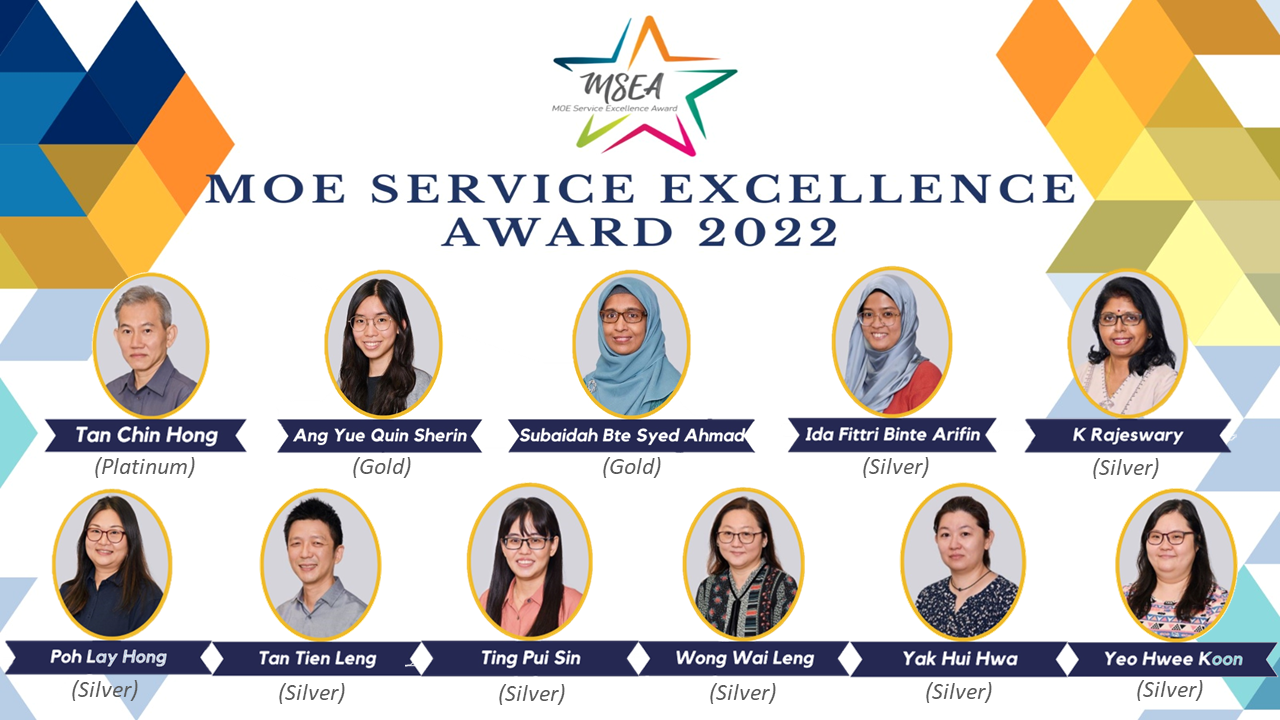 MSEA
MOE Service Excellence Award
MOE SERVICE EXCELLENCE
AWARD 2022
Tan Chin Hong
(Platinum)
Ang Yue Quin Sherin
(Gold)
Subaidah Bte Syed Ahmad
(Gold)
Ida Fittri Binte Arifin
(Silver)
K Rajeswary
(Silver)
Poh Lay Hong
(Silver)
Tan Tien Leng
(Silver)
Ting Pui Sin
(Silver)
Wong Wai Leng
(Silver)
Yak Hui Hwa
(Silver)
Yeo Hwee Koon
(Silver)